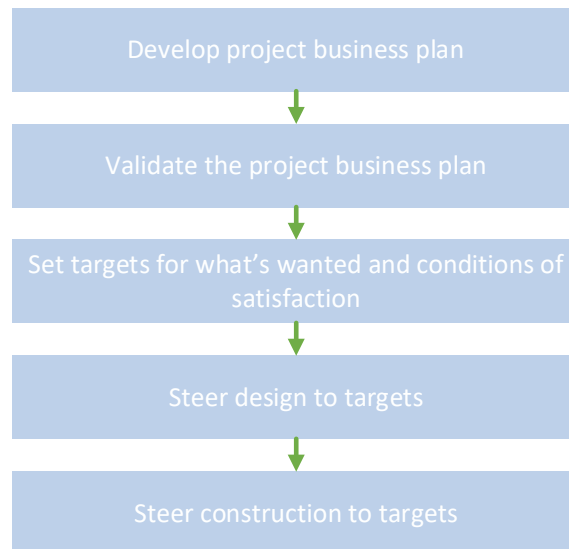 Develop project business plan
Validate the project business plan
Set targets for what's wanted and conditions of
satisfaction
Steer design to targets
Steer construction to targets